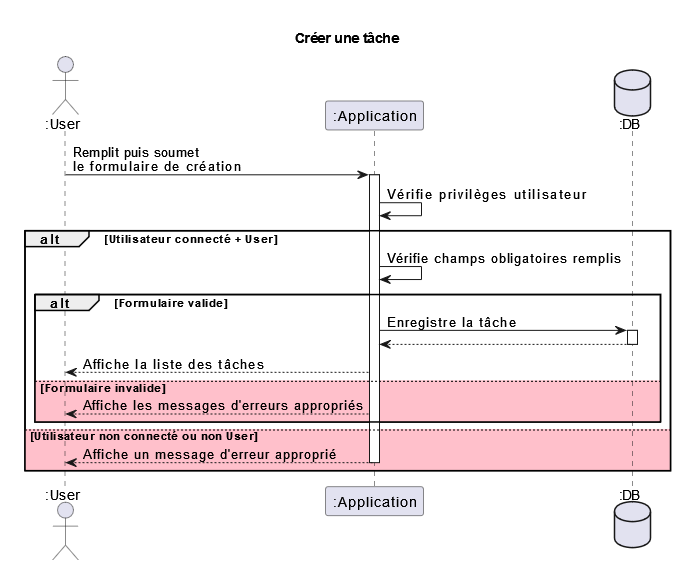 Créer une tâche
:User
:Application
:DB
Remplit puis soumet
le formulaire de création
Vérifie privilèges utilisateur
alt [Utilisateur connecté + User]
Vérifie champs obligatoires remplis
alt [Formulaire valide]
Enregistre la tâche
Affiche la liste des tâches
[Formulaire invalide]
Affiche les messages d'erreurs appropriés
[Utilisateur non connecté ou non User]
Affiche un message d'erreur approprié
:User
:Application
:DB